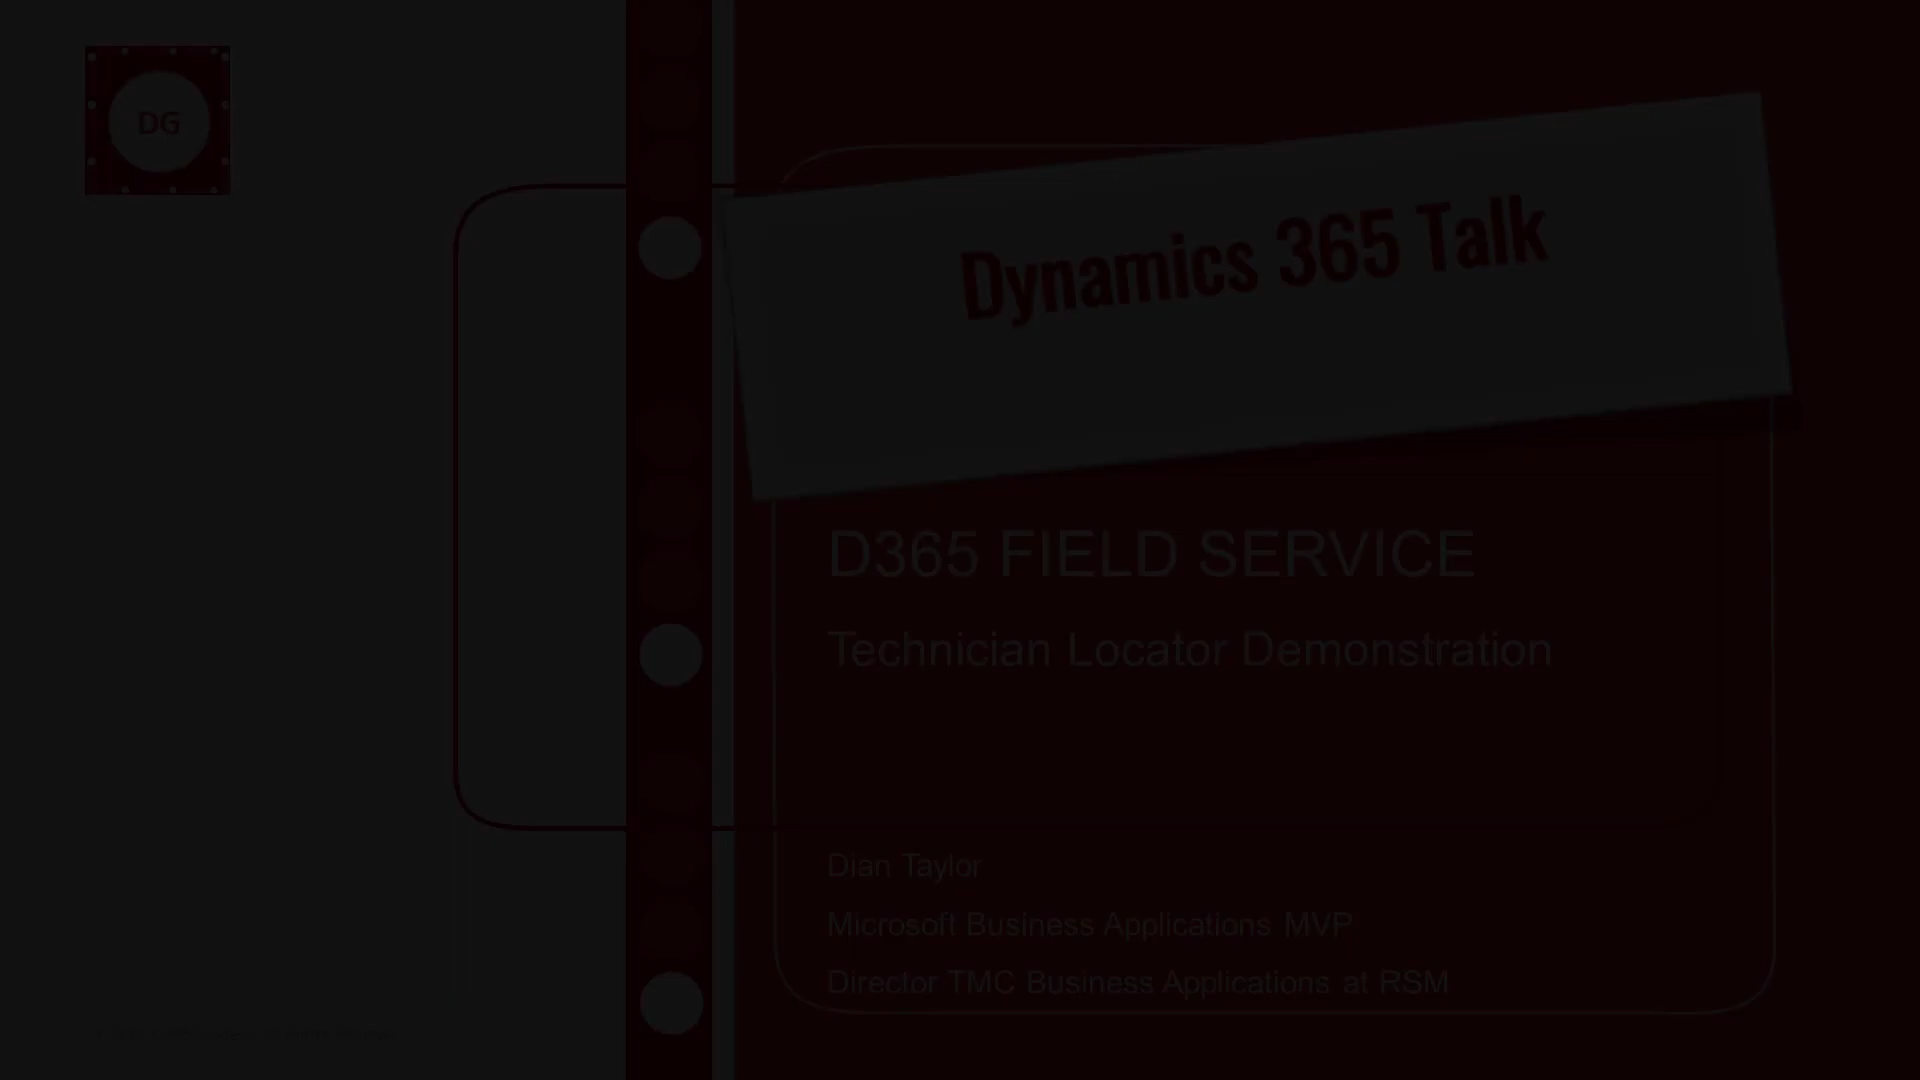 DG
Dynamics 365 Talk
D365 FIELD SERVICE
Technician Locator Demonstration
Dian Taylor
Microsoft Business Applications MVP
Director TMC Business Applications at RSM